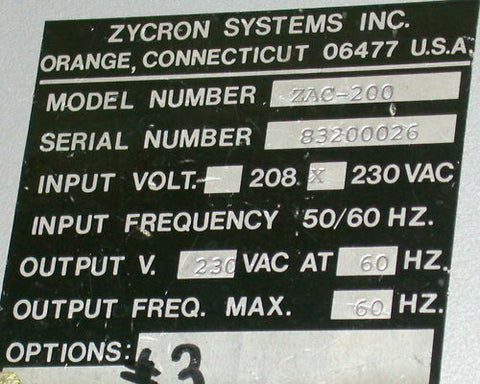 ZYCRON SYSTEMS INC.
ORANGE, CONNECTICUT 06477 U.S.A.
MODEL NUMBER ZAC-200
SERIAL NUMBER 83200026
INPUT VOLT. 208 X 230 VAC
INPUT FREQUENCY 50/60 HZ.
OUTPUT V. 230 VAC AT 60 HZ.
OUTPUT FREQ. MAX. 60 HZ.
OPTIONS: #3